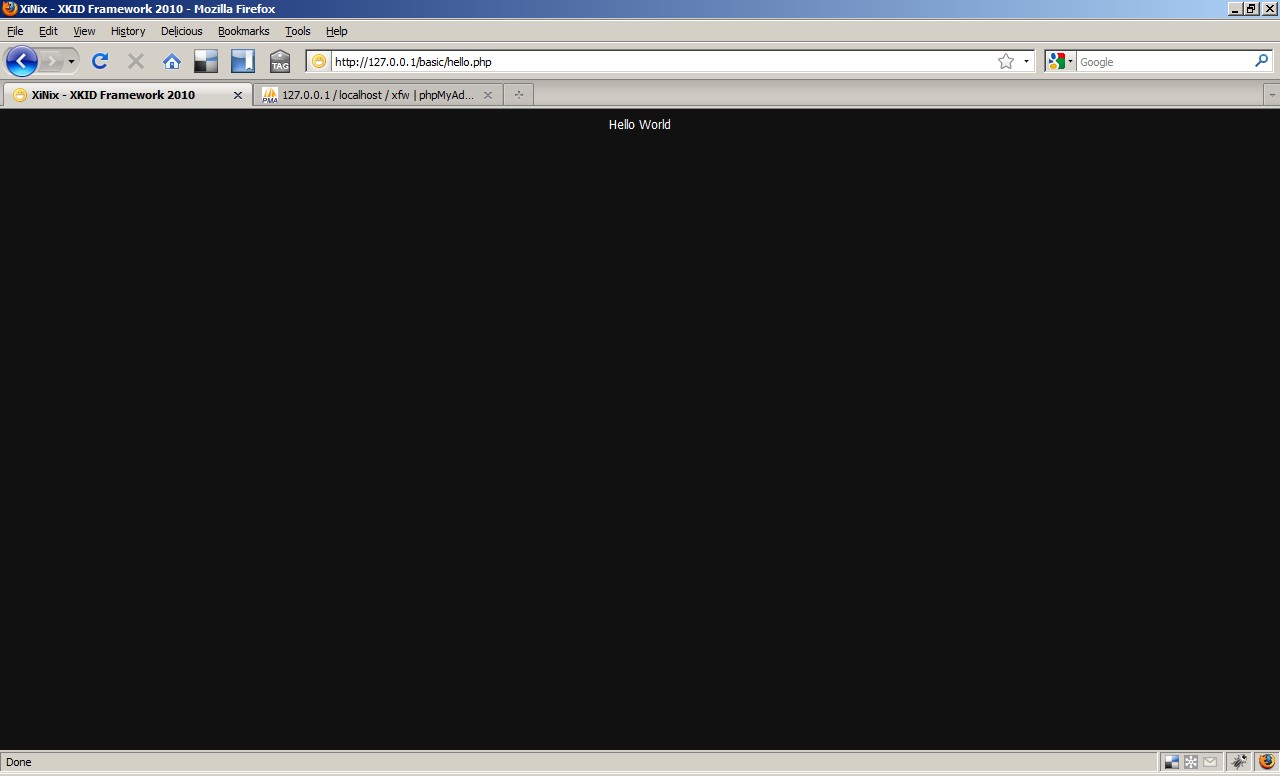 XiNix - XKID Framework 2010 - Mozilla Firefox
File Edit View History Delicious Bookmarks Tools Help
TAG http://127.0.0.1/basic/hello.php Google
XiNix - XKID Framework 2010 PMA 127.0.0.1 / localhost / xfw | phpMyAd...
Hello World
Done